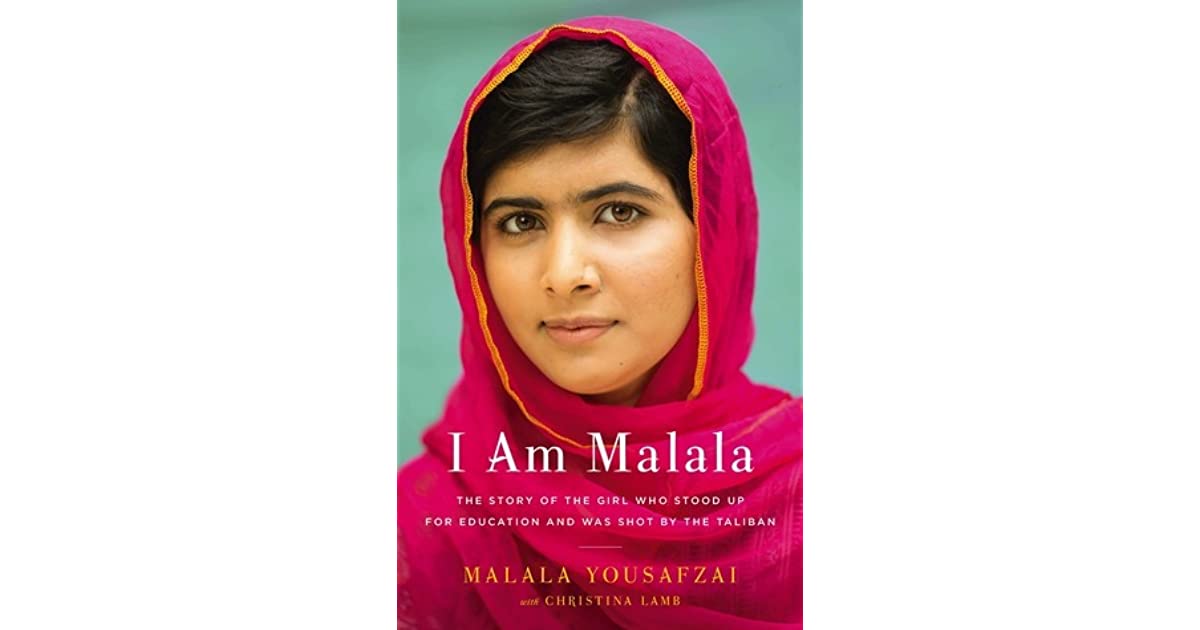 I Am Malala
THE STORY OF THE GIRL WHO STOOD UP
FOR EDUCATION AND WAS SHOT BY THE TALIBAN
MALALA YOUSAFZAI
with CHRISTINA LAMB